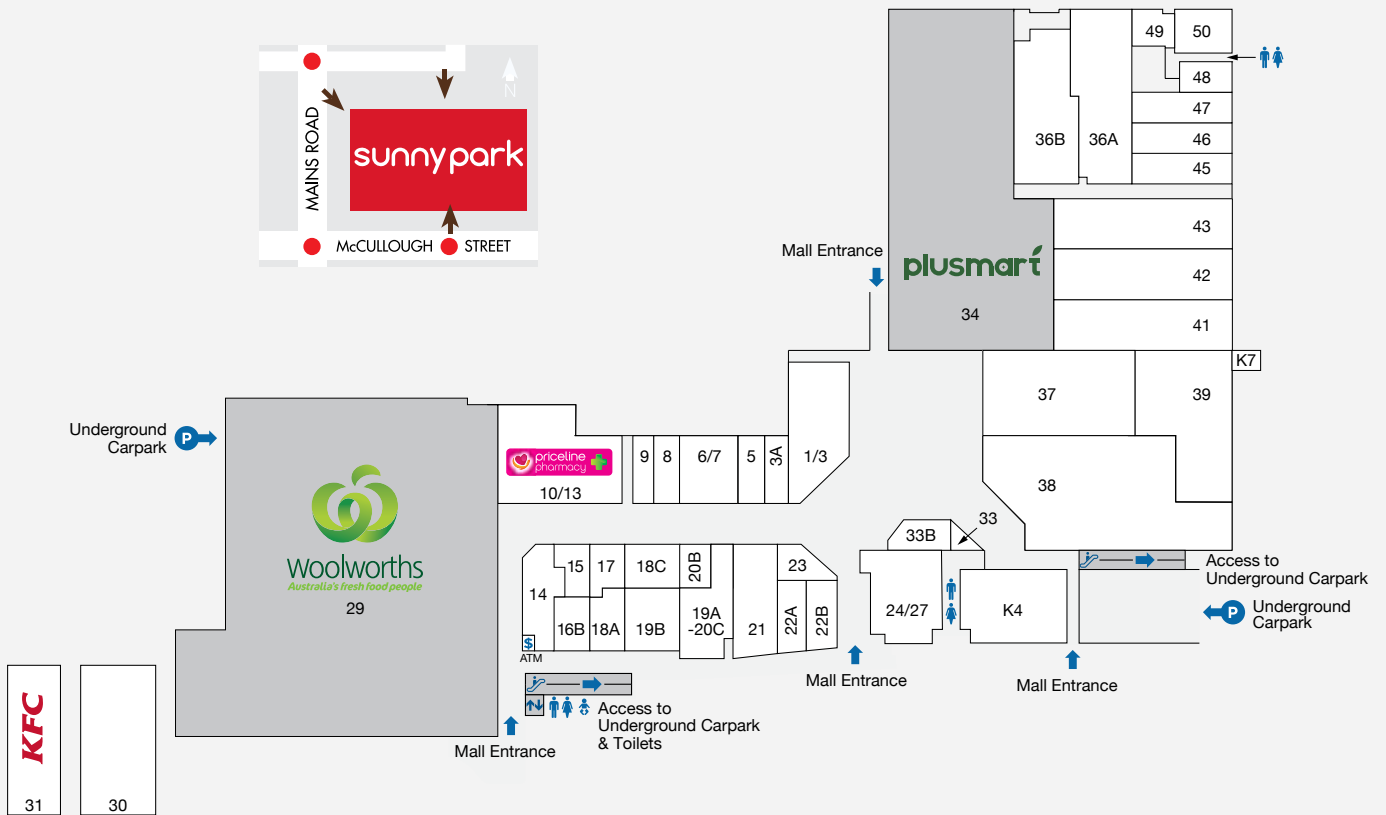 MAINS ROAD
N
sunnypark
McCULLOUGH STREET
49
50
48
47
36B
36A
46
45
43
Mall Entrance
plusmart
42
34
41
K7
37
39
Underground
Carpark
P
priceline
pharmacy
10/13
9
8
6/7
5
3A
1/3
38
Woolworths
Australia's fresh food people
29
33
33B
15
17
18C
20B
23
14
16B
18A
19B
19A
-20C
21
22A
22B
24/27
K4
Access to
Underground Carpark
P
Underground
Carpark
$
ATM
Mall Entrance
Mall Entrance
Access to
Underground Carpark
& Toilets
Mall Entrance
KFC
31
30